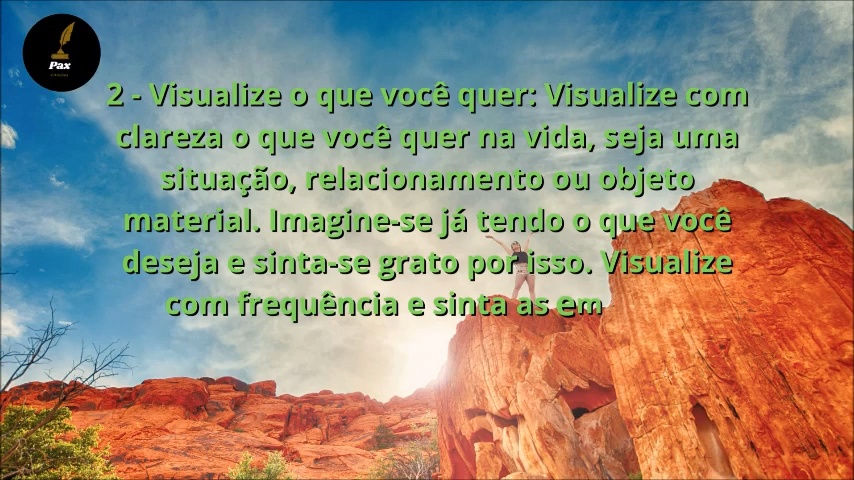 Pax
2 - Visualize o que você quer: Visualize com
clareza o que você quer na vida, seja uma
situação, relacionamento ou objeto
material. Imagine-se já tendo o que você
deseja e sinta-se grato por isso. Visualize
com frequência e sinta as em